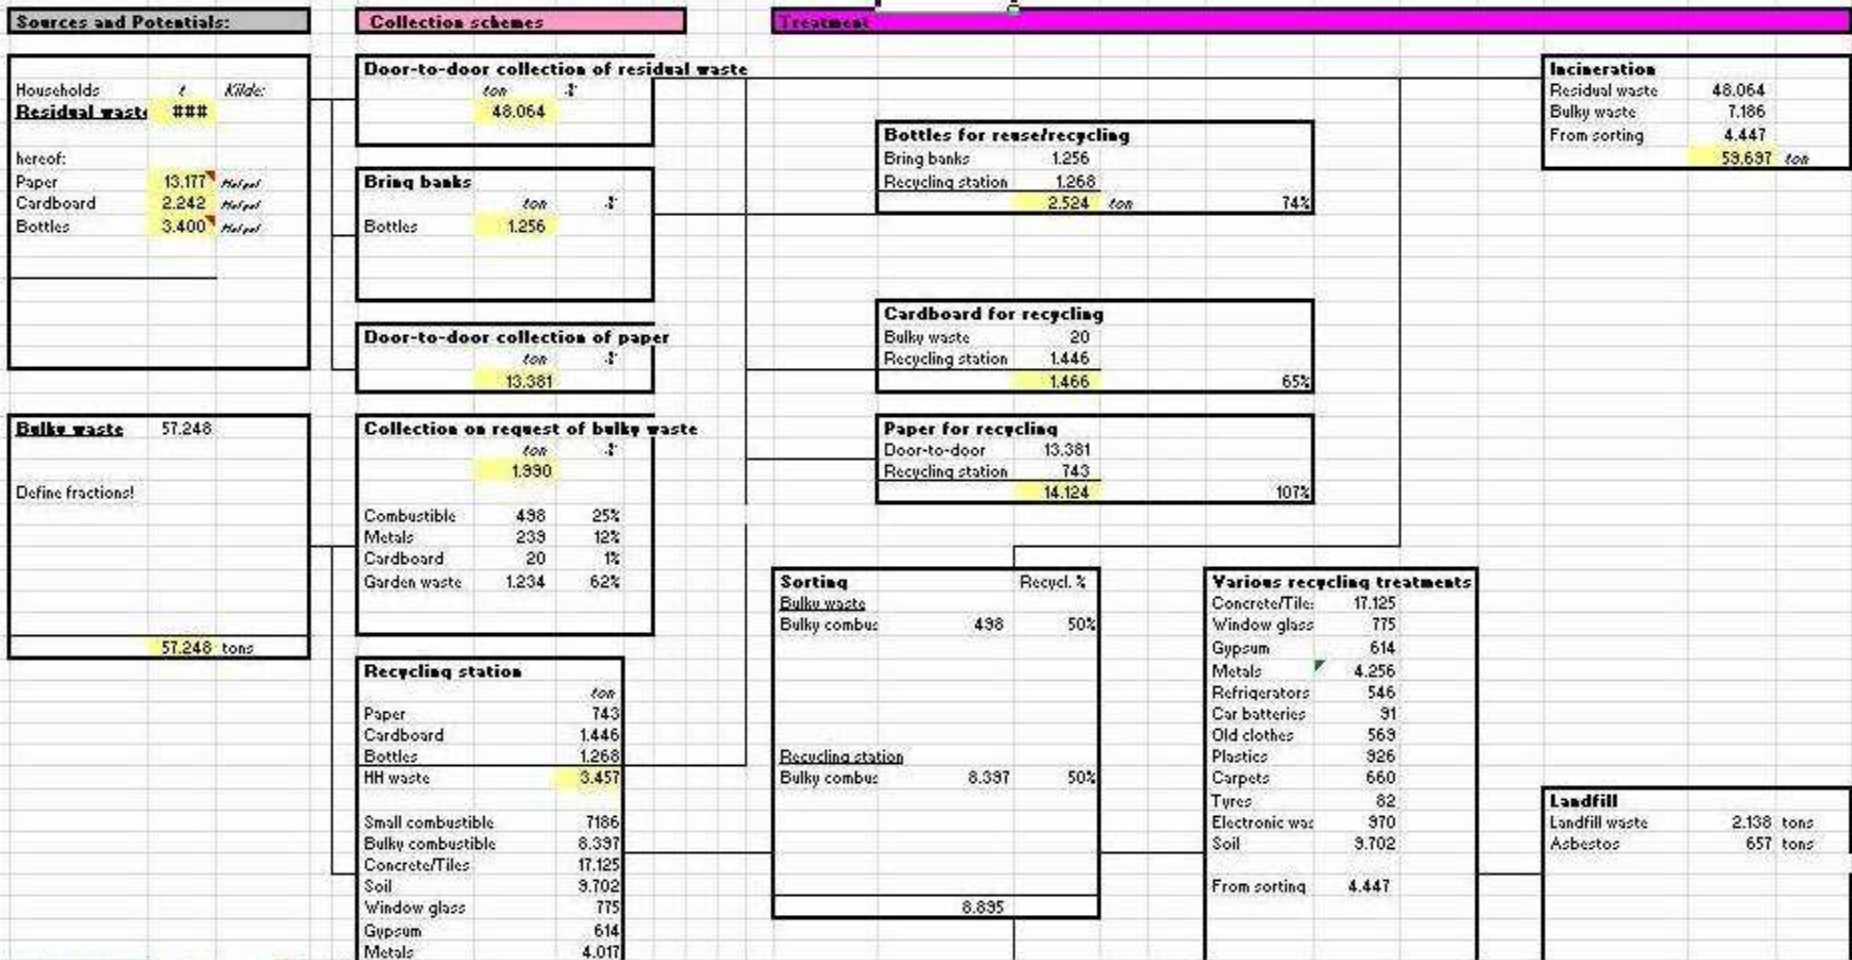 Sources and Potentials:
Collection schemes
Treatment
Households t Kilde:
Residual waste ###
hereof:
Paper 13.177
Cardboard 2.242
Bottles 3.400
Bulky waste 57.248
Define fractions!
57.248 tons
Door-to-door collection of residual waste
ton %
48.064
Bring banks
ton %
Bottles 1.256
Door-to-door collection of paper
ton %
13.381
Collection on request of bulky waste
ton %
1.990
Combustible 498 25%
Metals 239 12%
Cardboard 20 1%
Garden waste 1.234 62%
Recycling station
ton
Paper 743
Cardboard 1.446
Bottles 1.268
HH waste 3.457
Small combustible 7186
Bulky combustible 8.397
Concrete/Tiles 17.125
Soil 9.702
Window glass 775
Gypsum 614
Metals 4.017
Bottles for reuse/recycling
Bring banks 1.256
Recycling station 1.268
2.524 ton 74%
Cardboard for recycling
Bulky waste 20
Recycling station 1.446
1.466 65%
Paper for recycling
Door-to-door 13.381
Recycling station 743
14.124 107%
Sorting Recycl. %
Bulky waste
Bulky combus 498 50%
Recycling station
Bulky combus 8.397 50%
8.895
Various recycling treatments
Concrete/Tile: 17.125
Window glass 775
Gypsum 614
Metals 4.256
Refrigerators 546
Car batteries 91
Old clothes 569
Plastics 926
Carpets 660
Tyres 82
Electronic was 970
Soil 9.702
From sorting 4.447
Incineration
Residual waste 48.064
Bulky waste 7.186
From sorting 4.447
59.697 ton
Landfill
Landfill waste 2.138 tons
Asbestos 657 tons